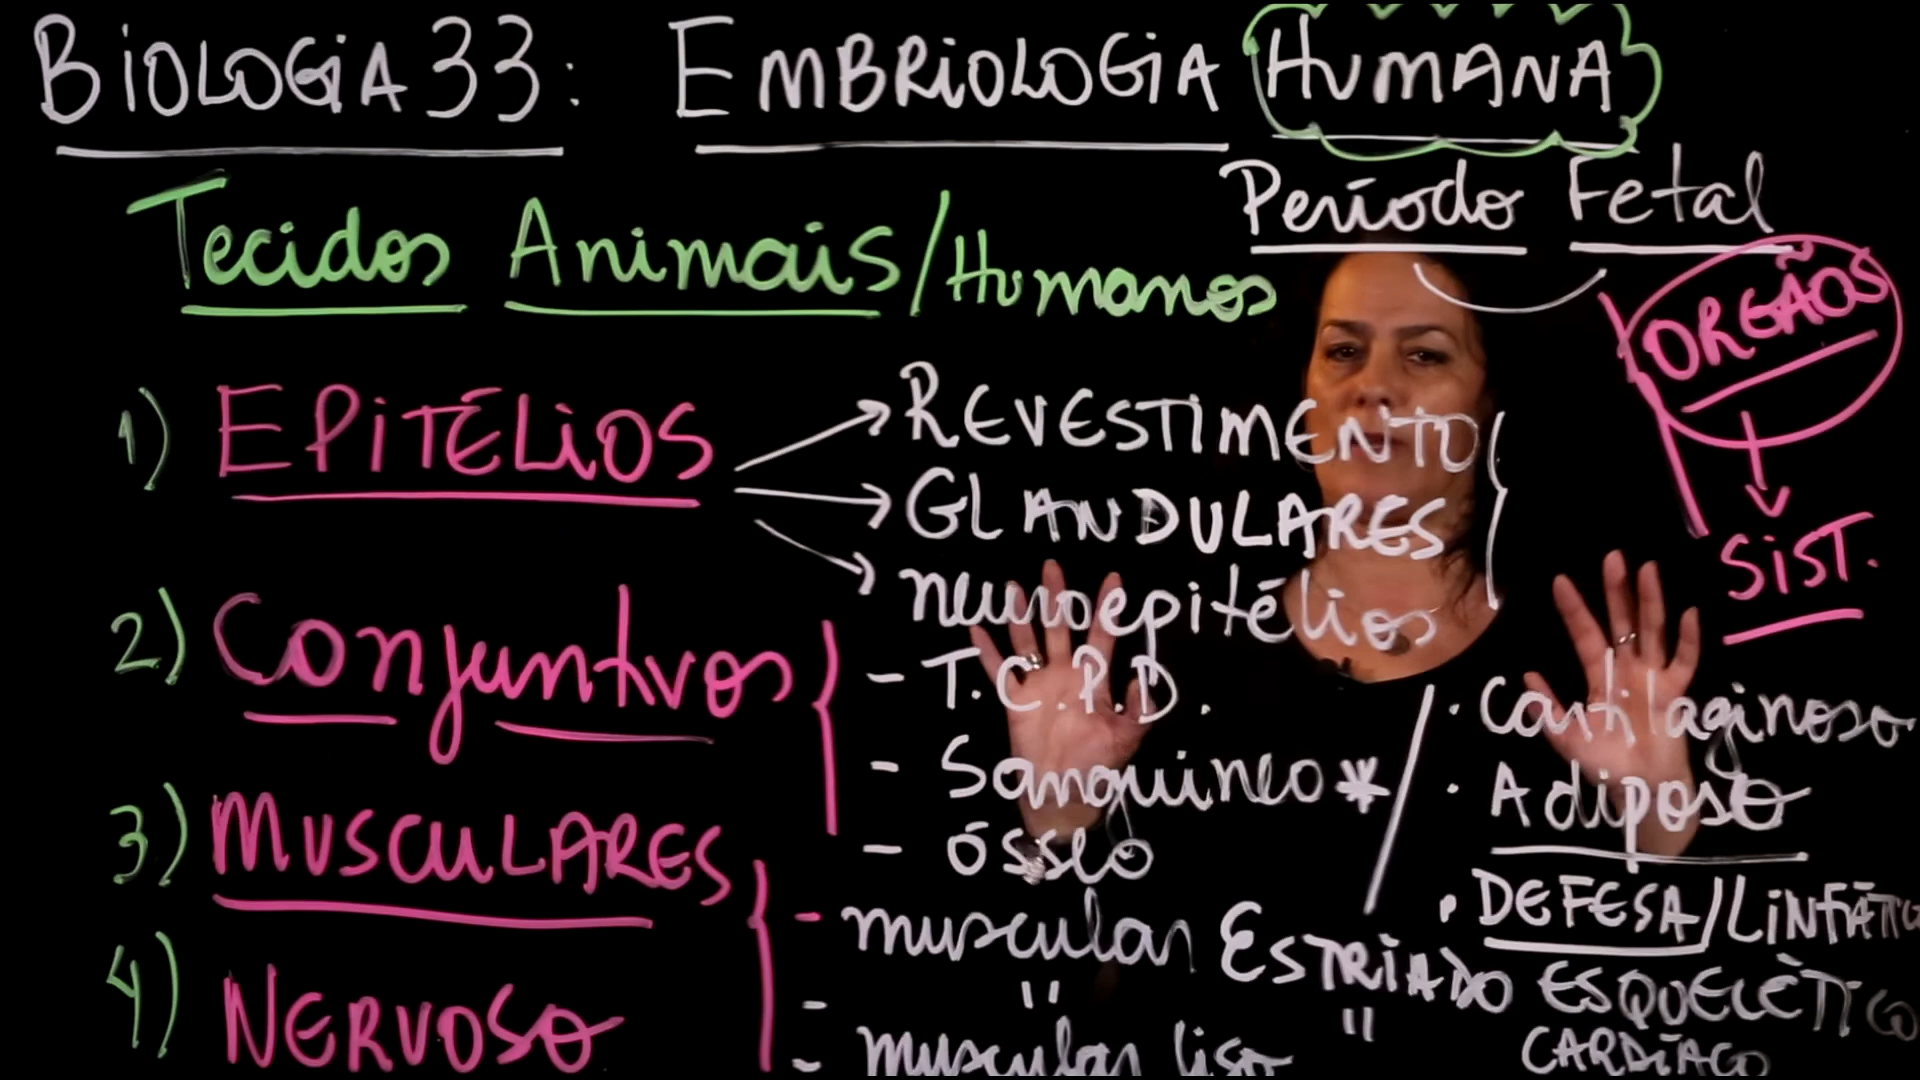 BIOLOGIA 33: EMBRIOLOGIA HUMANA
Período Fetal
Tecidos Animais/Humanos
ORGÃOS
SIST.
1) EPITÉLIOS
REVESTIMENTO
GLANDULARES
neuroepitélios
2) Conjuntivos
- T.C.P.D.
- Sanguineo *
- ósseo
· Cartilaginoso
· Adiposo
· DEFESA/LINFÁTICO
3) MUSCULARES
- muscular ESTRIADO ESQUELÉTICO
- " " CARDÍACO
- muscular liso
4) NERVOSO